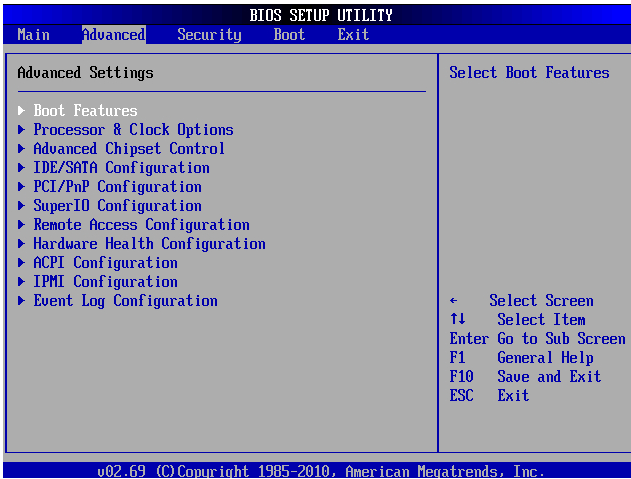 BIOS SETUP UTILITY
Main Advanced Security Boot Exit
Advanced Settings
▶ Boot Features
▶ Processor & Clock Options
▶ Advanced Chipset Control
▶ IDE/SATA Configuration
▶ PCI/PnP Configuration
▶ SuperIO Configuration
▶ Remote Access Configuration
▶ Hardware Health Configuration
▶ ACPI Configuration
▶ IPMI Configuration
▶ Event Log Configuration
Select Boot Features
← Select Screen
↑↓ Select Item
Enter Go to Sub Screen
F1 General Help
F10 Save and Exit
ESC Exit
v02.69 (C)Copyright 1985-2010, American Megatrends, Inc.